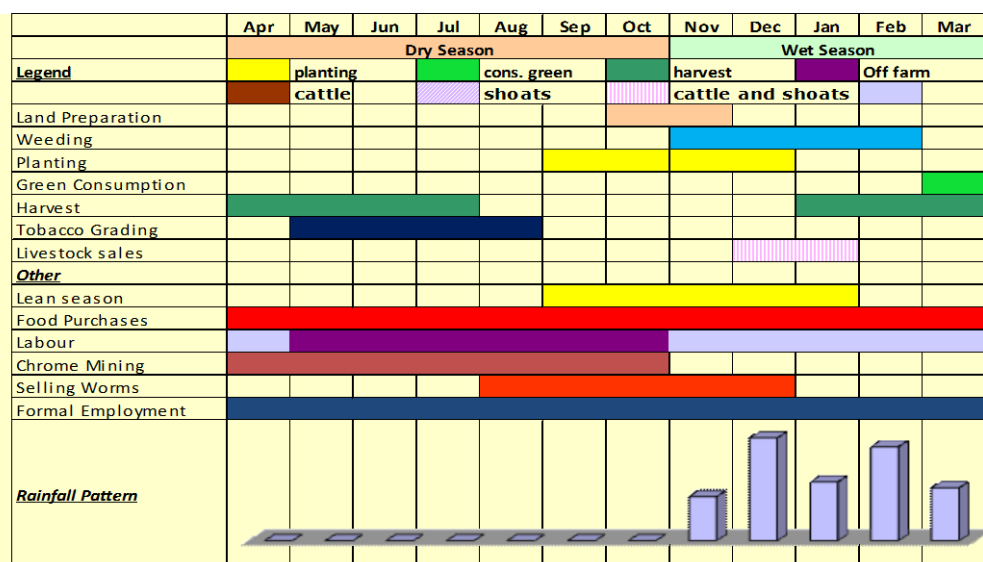 Apr May Jun Jul Aug Sep Oct Nov Dec Jan Feb Mar
Dry Season Wet Season
Legend planting cons. green harvest Off farm
cattle shoats cattle and shoats
Land Preparation
Weeding
Planting
Green Consumption
Harvest
Tobacco Grading
Livestock sales
Other
Lean season
Food Purchases
Labour
Chrome Mining
Selling Worms
Formal Employment
Rainfall Pattern